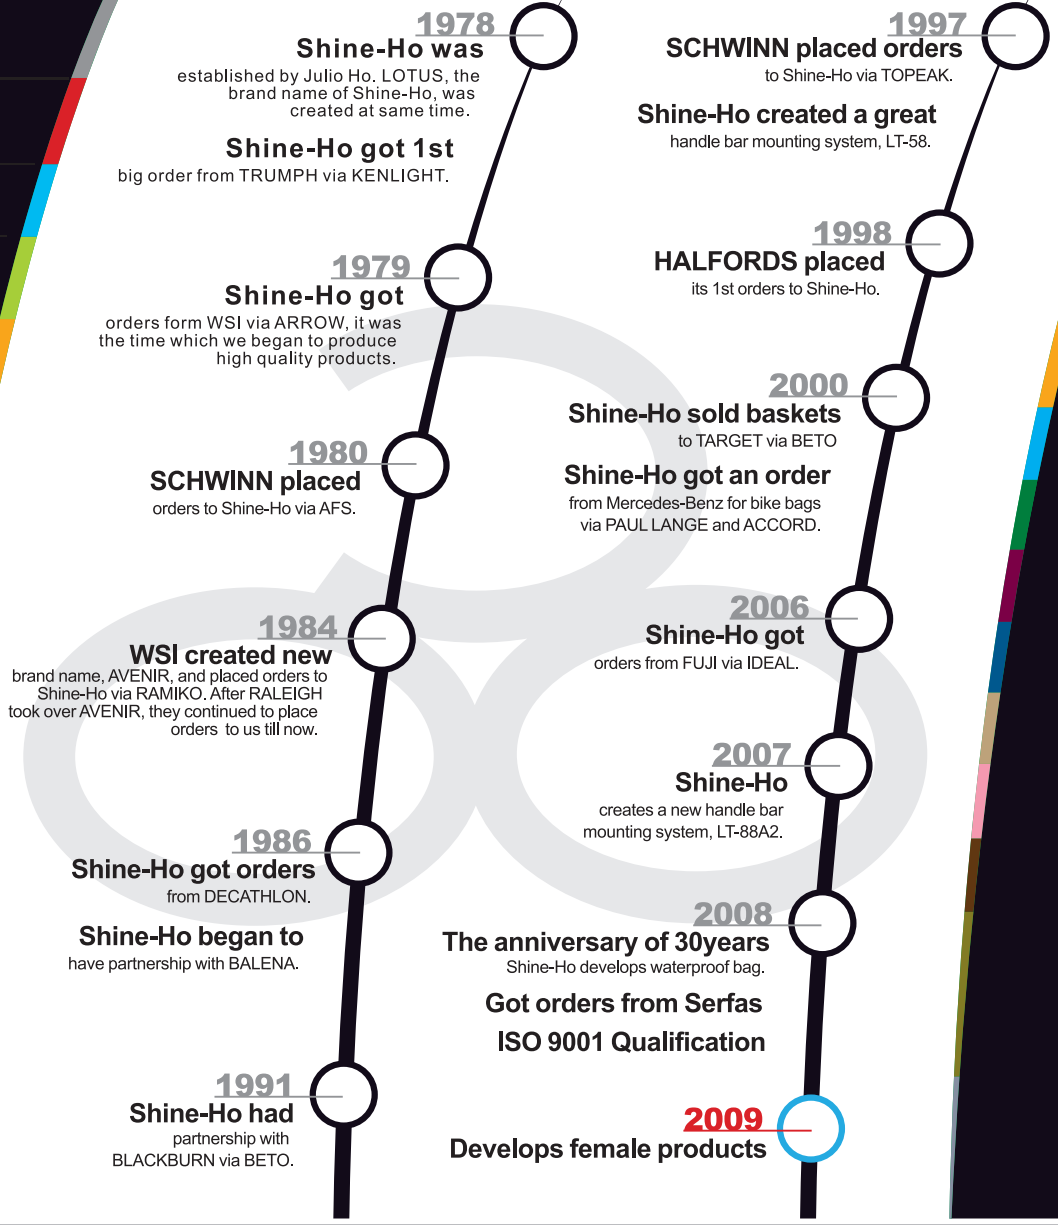 1978
Shine-Ho was
established by Julio Ho. LOTUS, the
brand name of Shine-Ho, was
created at same time.
Shine-Ho got 1st
big order from TRUMPH via KENLIGHT.
1979
Shine-Ho got
orders form WSI via ARROW, it was
the time which we began to produce
high quality products.
1980
SCHWINN placed
orders to Shine-Ho via AFS.
1984
WSI created new
brand name, AVENIR, and placed orders to
Shine-Ho via RAMIKO. After RALEIGH
took over AVENIR, they continued to place
orders to us till now.
1986
Shine-Ho got orders
from DECATHLON.
Shine-Ho began to
have partnership with BALENA.
1991
Shine-Ho had
partnership with
BLACKBURN via BETO.
1997
SCHWINN placed orders
to Shine-Ho via TOPEAK.
Shine-Ho created a great
handle bar mounting system, LT-58.
1998
HALFORDS placed
its 1st orders to Shine-Ho.
2000
Shine-Ho sold baskets
to TARGET via BETO
Shine-Ho got an order
from Mercedes-Benz for bike bags
via PAUL LANGE and ACCORD.
2006
Shine-Ho got
orders from FUJI via IDEAL.
2007
Shine-Ho
creates a new handle bar
mounting system, LT-88A2.
2008
The anniversary of 30years
Shine-Ho develops waterproof bag.
Got orders from Serfas
ISO 9001 Qualification
2009
Develops female products